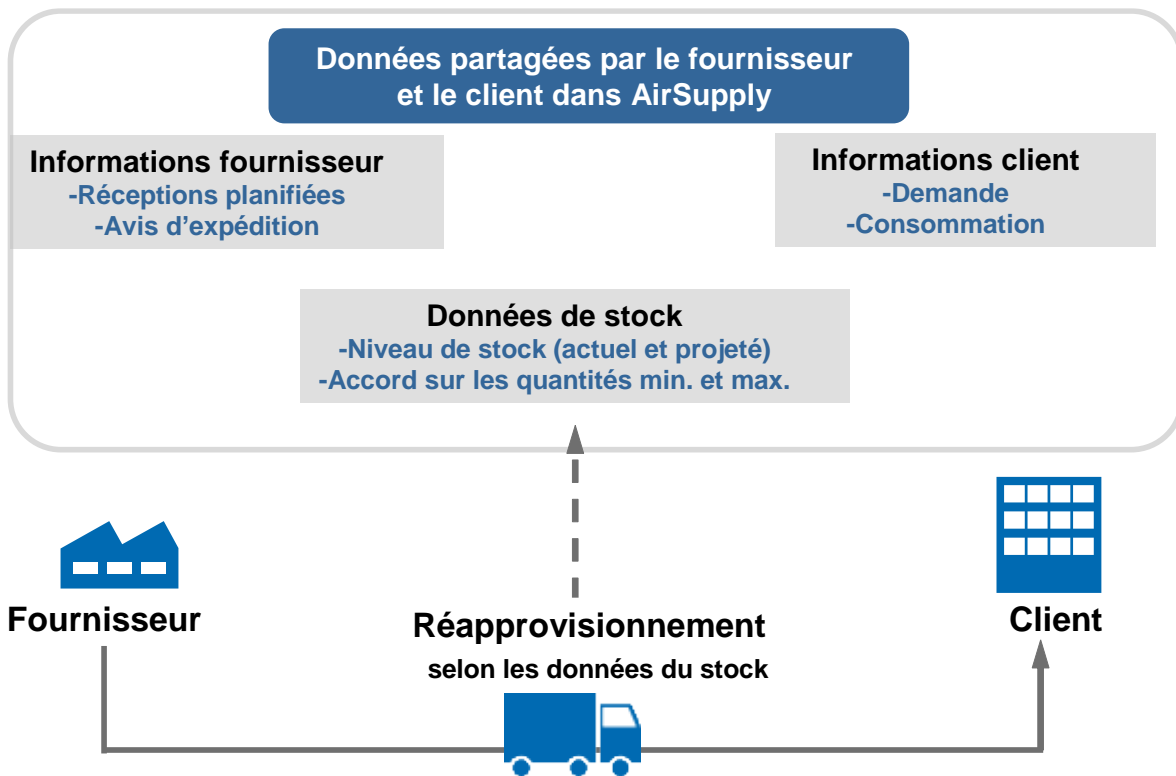 Données partagées par le fournisseur
et le client dans AirSupply
Informations fournisseur
-Réceptions planifiées
-Avis d’expédition
Informations client
-Demande
-Consommation
Données de stock
-Niveau de stock (actuel et projeté)
-Accord sur les quantités min. et max.
Fournisseur
Réapprovisionnement
selon les données du stock
Client